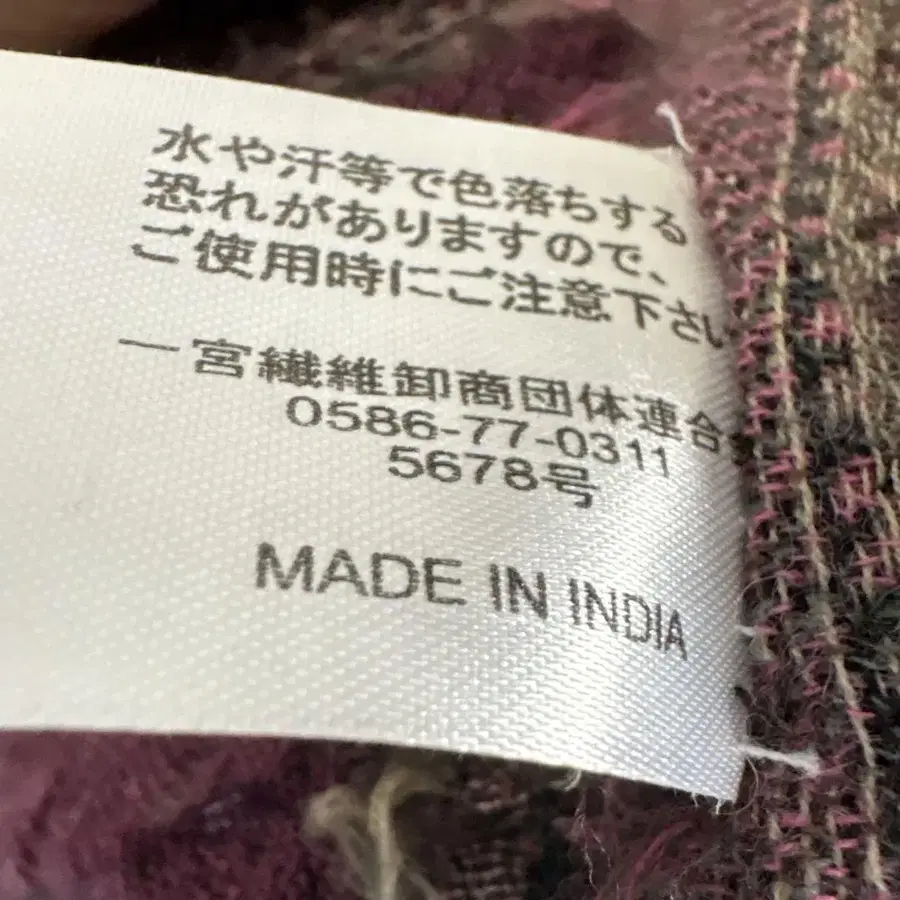 水や汗等で色落ちする
恐れがありますので、
ご使用時にご注意下さい
一宮繊維卸商団体連合
0586-77-0311
5678号
MADE IN INDIA